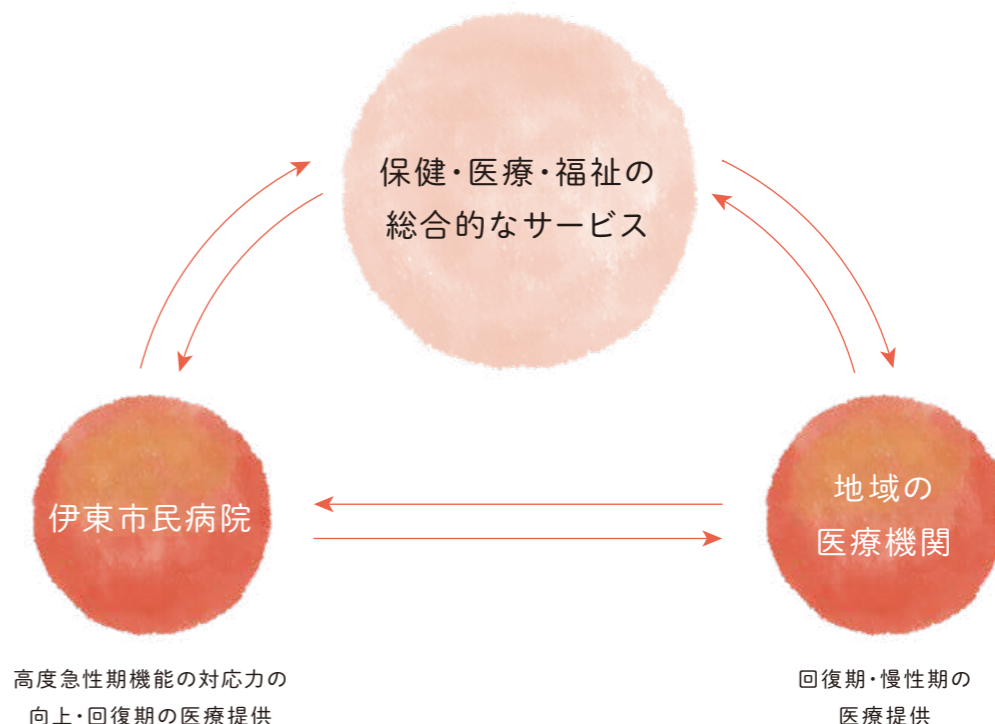 保健・医療・福祉の
総合的なサービス
伊東市民病院
地域の
医療機関
高度急性期機能の対応力の
向上・回復期の医療提供
回復期・慢性期の
医療提供